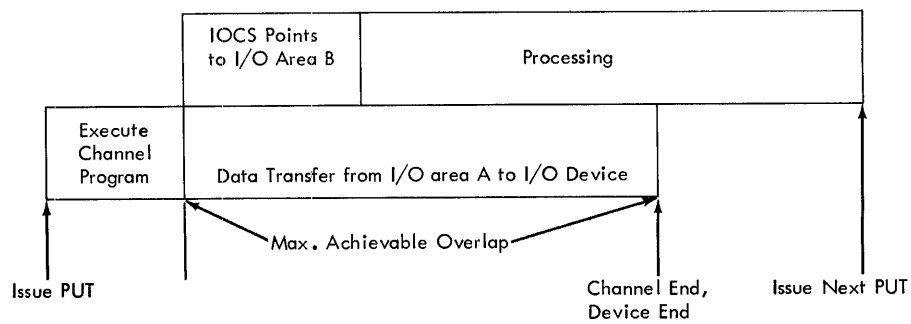 IOCS Points
to I/O Area B
Processing
Execute
Channel
Program
Data Transfer from I/O area A to I/O Device
Max. Achievable Overlap
Issue PUT
Channel End,
Device End
Issue Next PUT